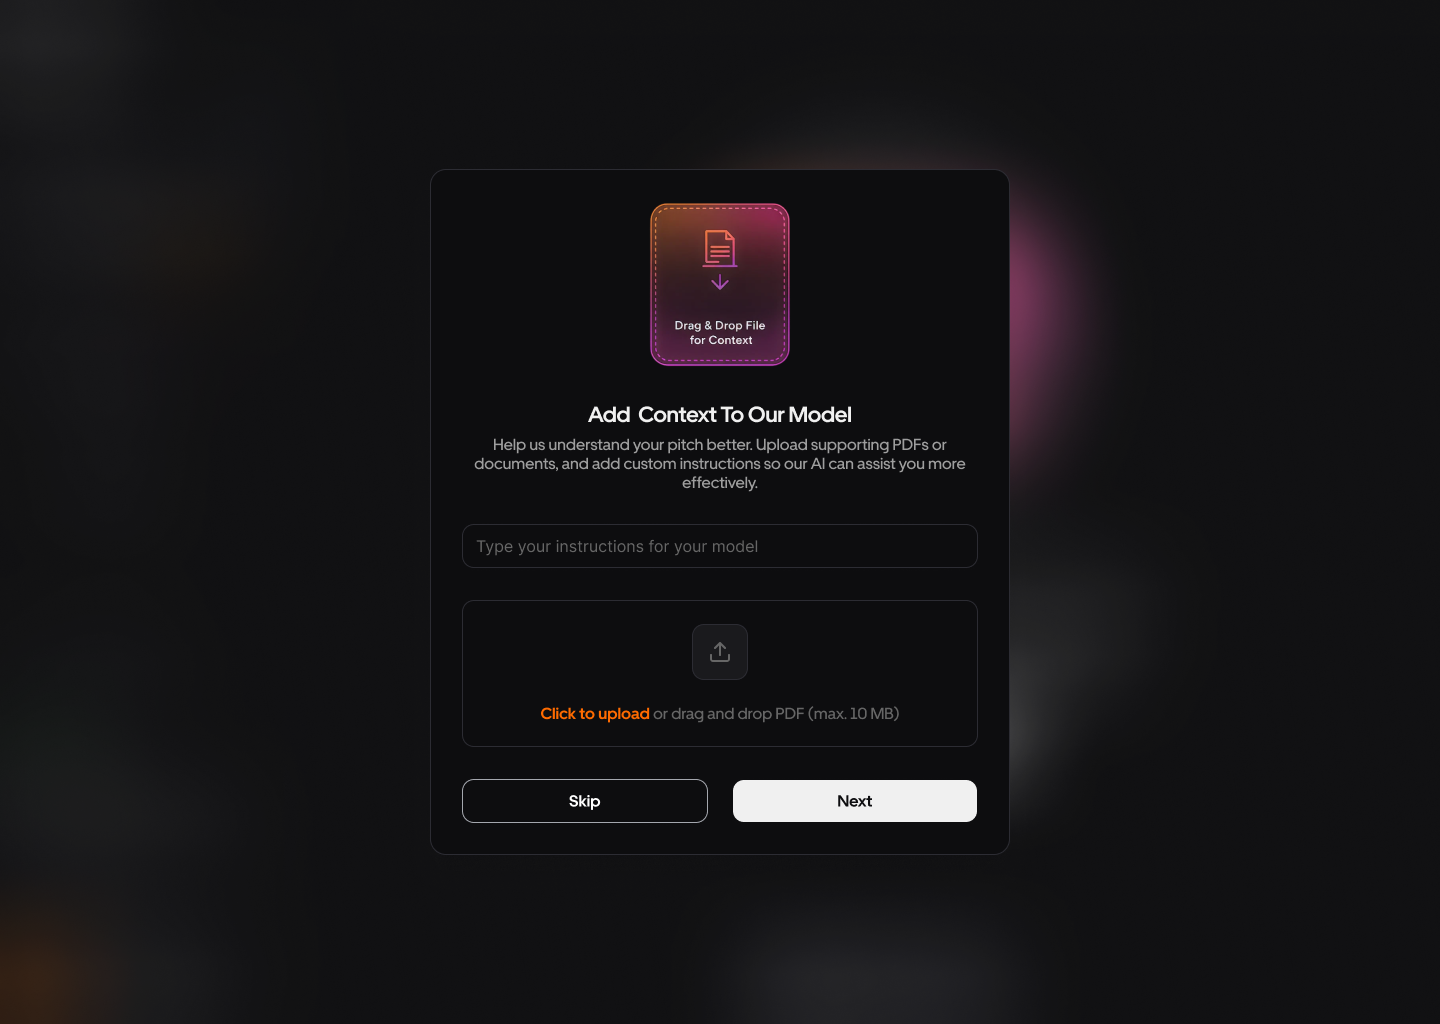 Drag & Drop File
for Context
Add  Context To Our Model
Help us understand your pitch better. Upload supporting PDFs or
documents, and add custom instructions so our AI can assist you more
effectively.
Type your instructions for your model
Click to upload or drag and drop PDF (max. 10 MB)
Skip
Next